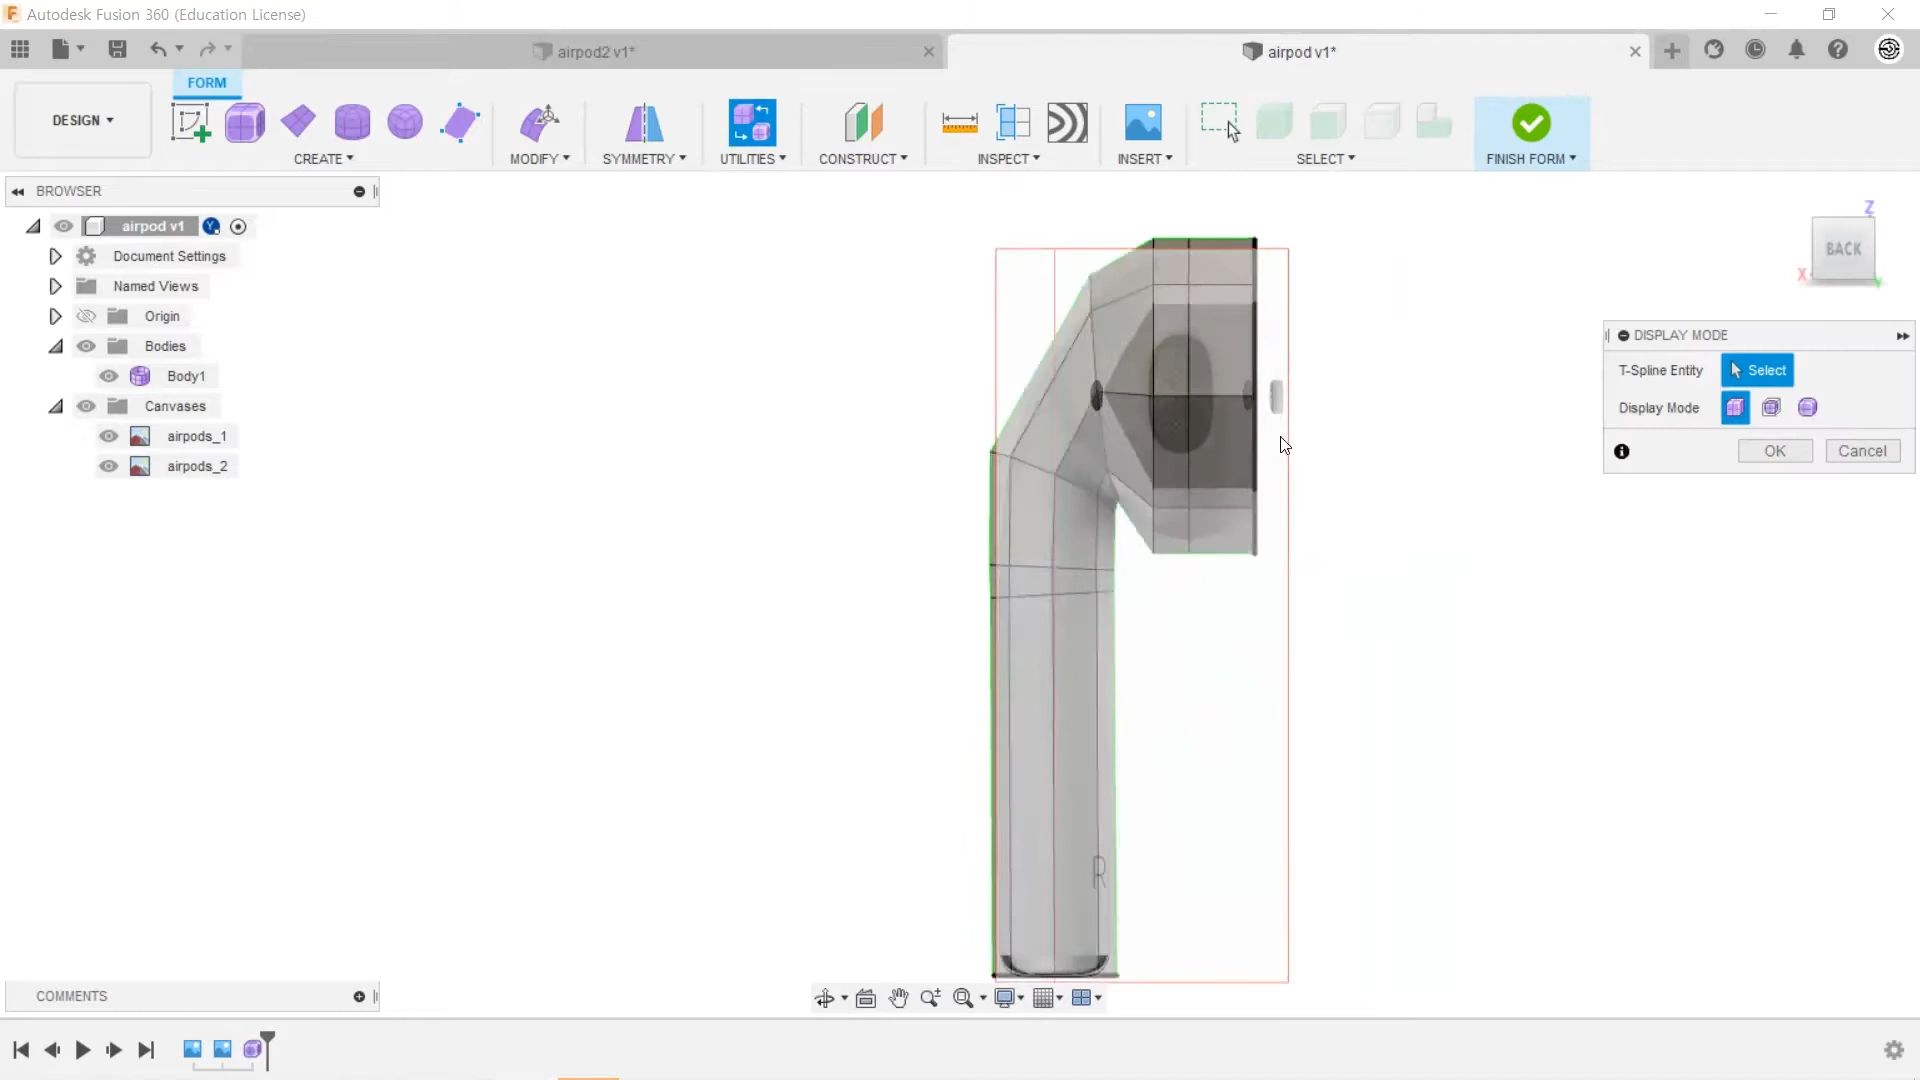 Autodesk Fusion 360 (Education License)
airpod2 v1*
airpod v1*
FORM
DESIGN
CREATE
MODIFY
SYMMETRY
UTILITIES
CONSTRUCT
INSPECT
INSERT
SELECT
FINISH FORM
BROWSER
airpod v1
Document Settings
Named Views
Origin
Bodies
Body1
Canvases
airpods_1
airpods_2
Z
BACK
X
Y
DISPLAY MODE
T-Spline Entity
Select
Display Mode
OK
Cancel
R
COMMENTS